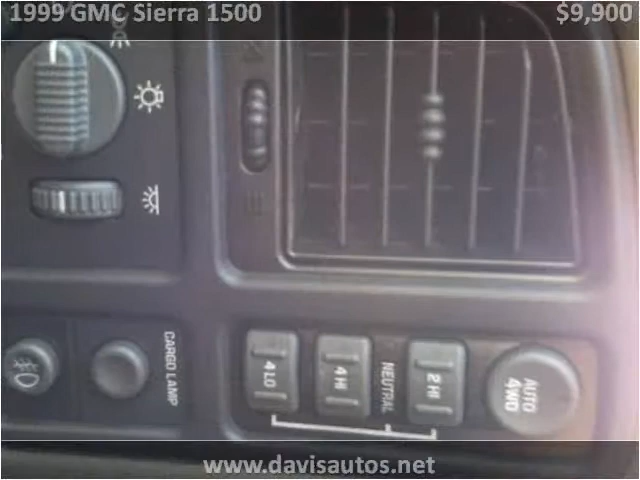 1999 GMC Sierra 1500
$9,900
CARGO LAMP
4 LO
4 HI
NEUTRAL
2 HI
AUTO
4WD
www.davisautos.net